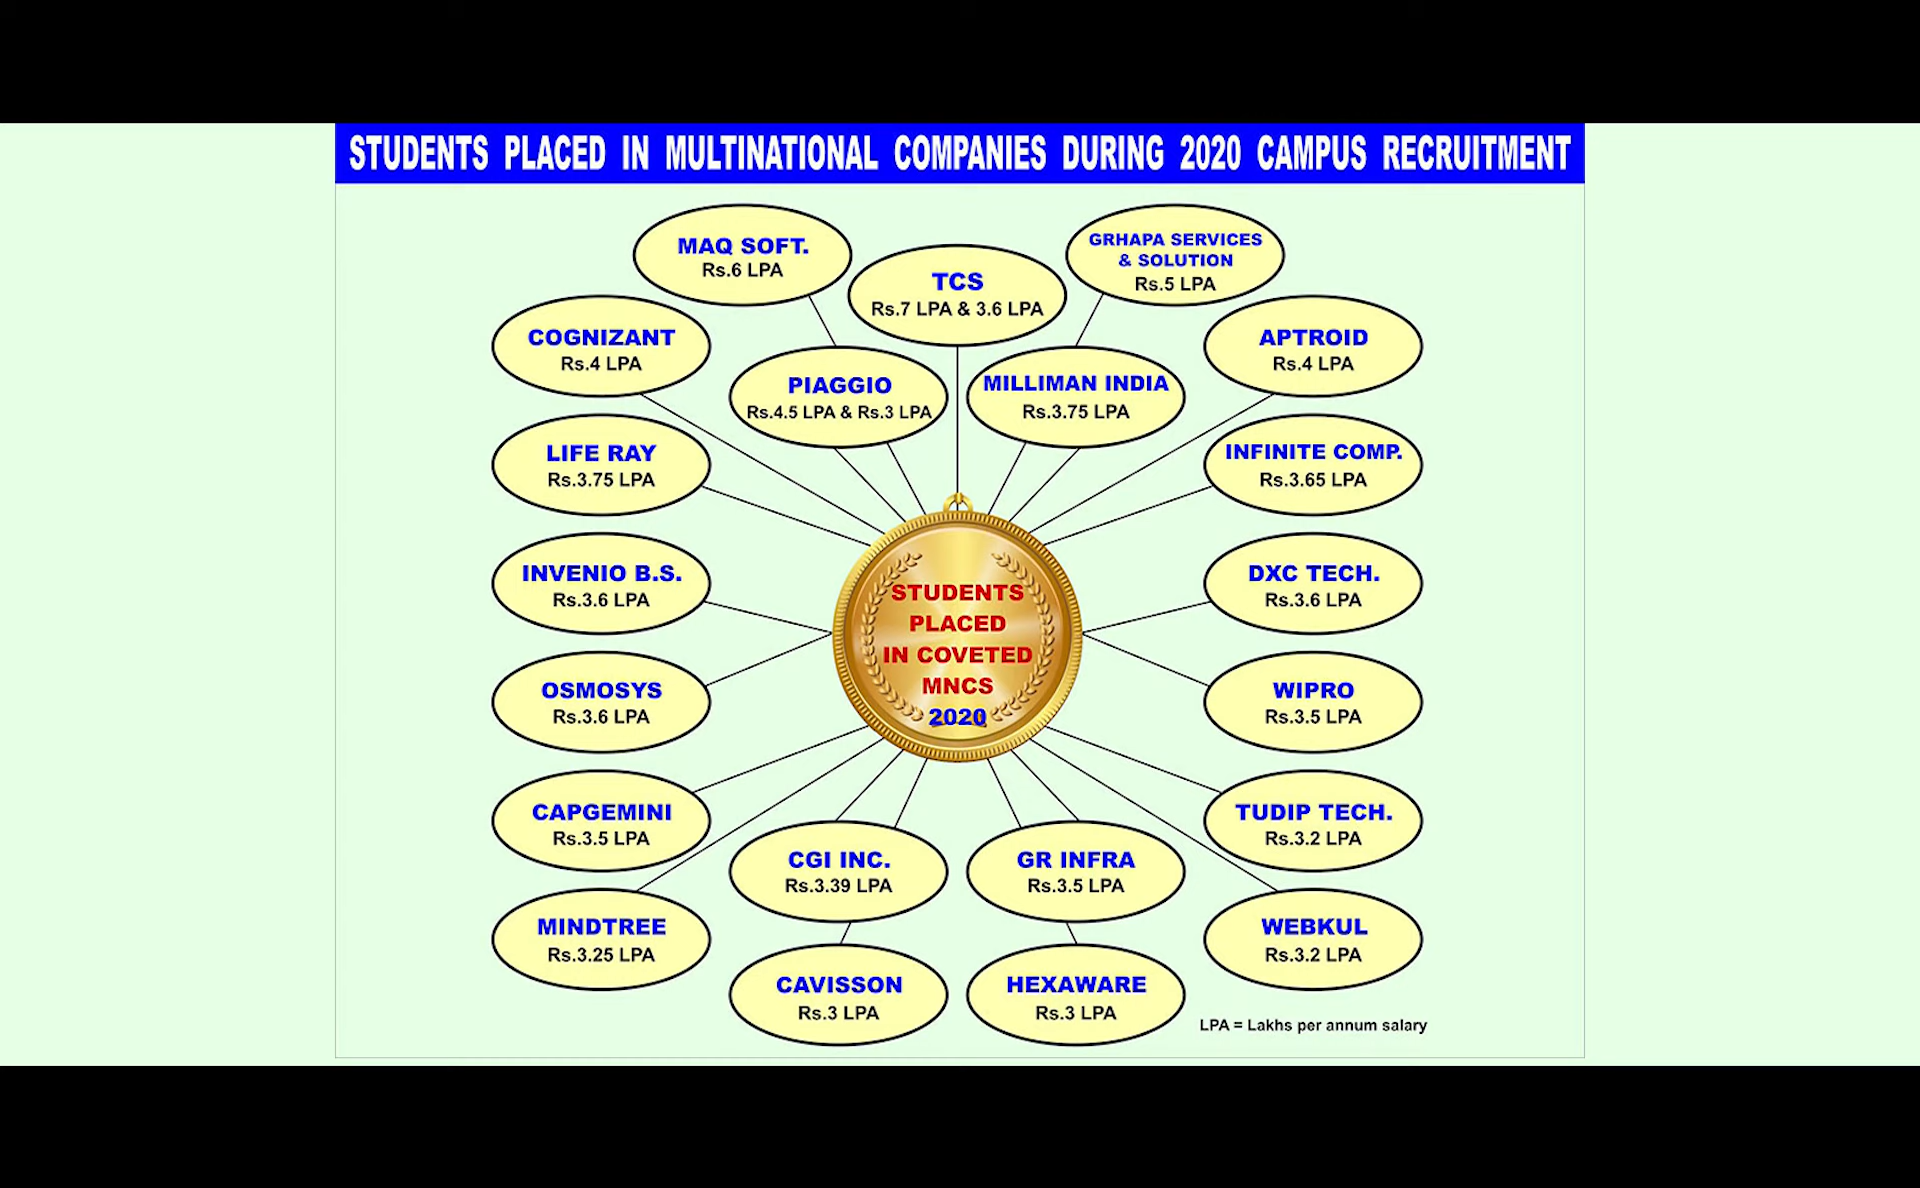 STUDENTS PLACED IN MULTINATIONAL COMPANIES DURING 2020 CAMPUS RECRUITMENT
MAQ SOFT.
Rs.6 LPA
TCS
Rs.7 LPA & 3.6 LPA
GRHAPA SERVICES
& SOLUTION
Rs.5 LPA
COGNIZANT
Rs.4 LPA
PIAGGIO
Rs.4.5 LPA & Rs.3 LPA
MILLIMAN INDIA
Rs.3.75 LPA
APTROID
Rs.4 LPA
LIFE RAY
Rs.3.75 LPA
INFINITE COMP.
Rs.3.65 LPA
INVENIO B.S.
Rs.3.6 LPA
DXC TECH.
Rs.3.6 LPA
STUDENTS
PLACED
IN COVETED
MNCS
2020
OSMOSYS
Rs.3.6 LPA
WIPRO
Rs.3.5 LPA
CAPGEMINI
Rs.3.5 LPA
TUDIP TECH.
Rs.3.2 LPA
CGI INC.
Rs.3.39 LPA
GR INFRA
Rs.3.5 LPA
MINDTREE
Rs.3.25 LPA
WEBKUL
Rs.3.2 LPA
CAVISSON
Rs.3 LPA
HEXAWARE
Rs.3 LPA
LPA = Lakhs per annum salary